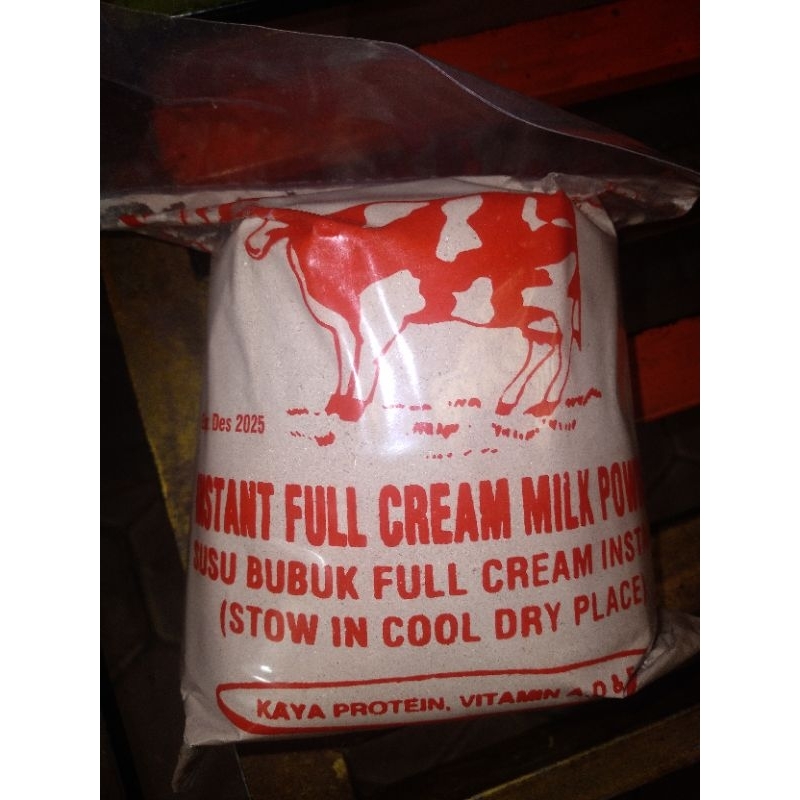 Des 2025
INSTANT FULL CREAM MILK POW
SUSU BUBUK FULL CREAM INST
(STOW IN COOL DRY PLACE)
KAYA PROTEIN, VITAMIN A, D &